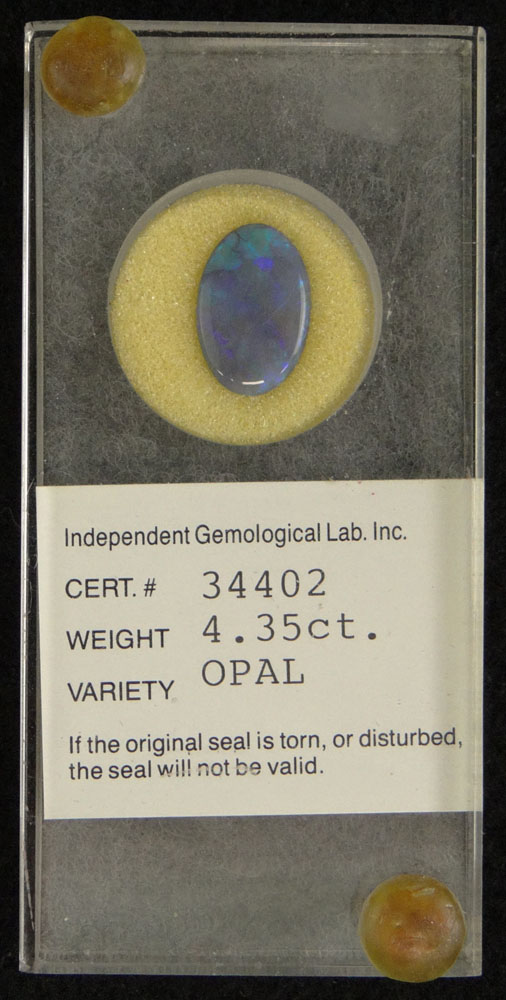 Independent Gemological Lab. Inc.
CERT. # 34402
WEIGHT 4.35ct.
VARIETY OPAL
If the original seal is torn, or disturbed,
the seal will not be valid.